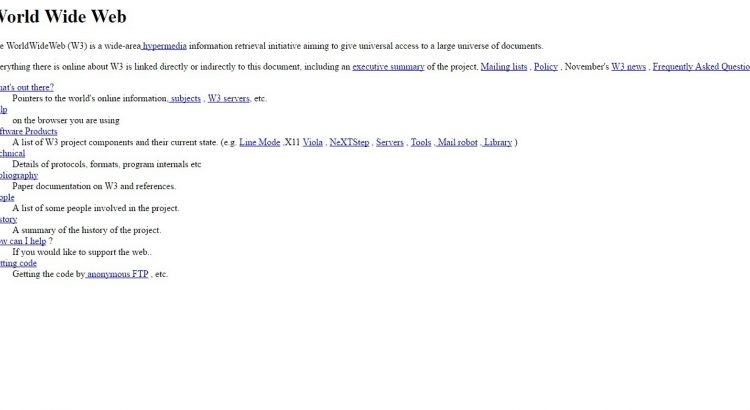 World Wide Web
e WorldWideWeb (W3) is a wide-area hypermedia information retrieval initiative aiming to give universal access to a large universe of documents.
erything there is online about W3 is linked directly or indirectly to this document, including an executive summary of the project, Mailing lists , Policy , November's W3 news , Frequently Asked Questio
hat's out there?
Pointers to the world's online information, subjects , W3 servers, etc.
lp
on the browser you are using
ftware Products
A list of W3 project components and their current state. (e.g. Line Mode ,X11 Viola , NeXTStep , Servers , Tools , Mail robot , Library )
chnical
Details of protocols, formats, program internals etc
bliography
Paper documentation on W3 and references.
ople
A list of some people involved in the project.
story
A summary of the history of the project.
ow can I help ?
If you would like to support the web..
tting code
Getting the code by anonymous FTP , etc.